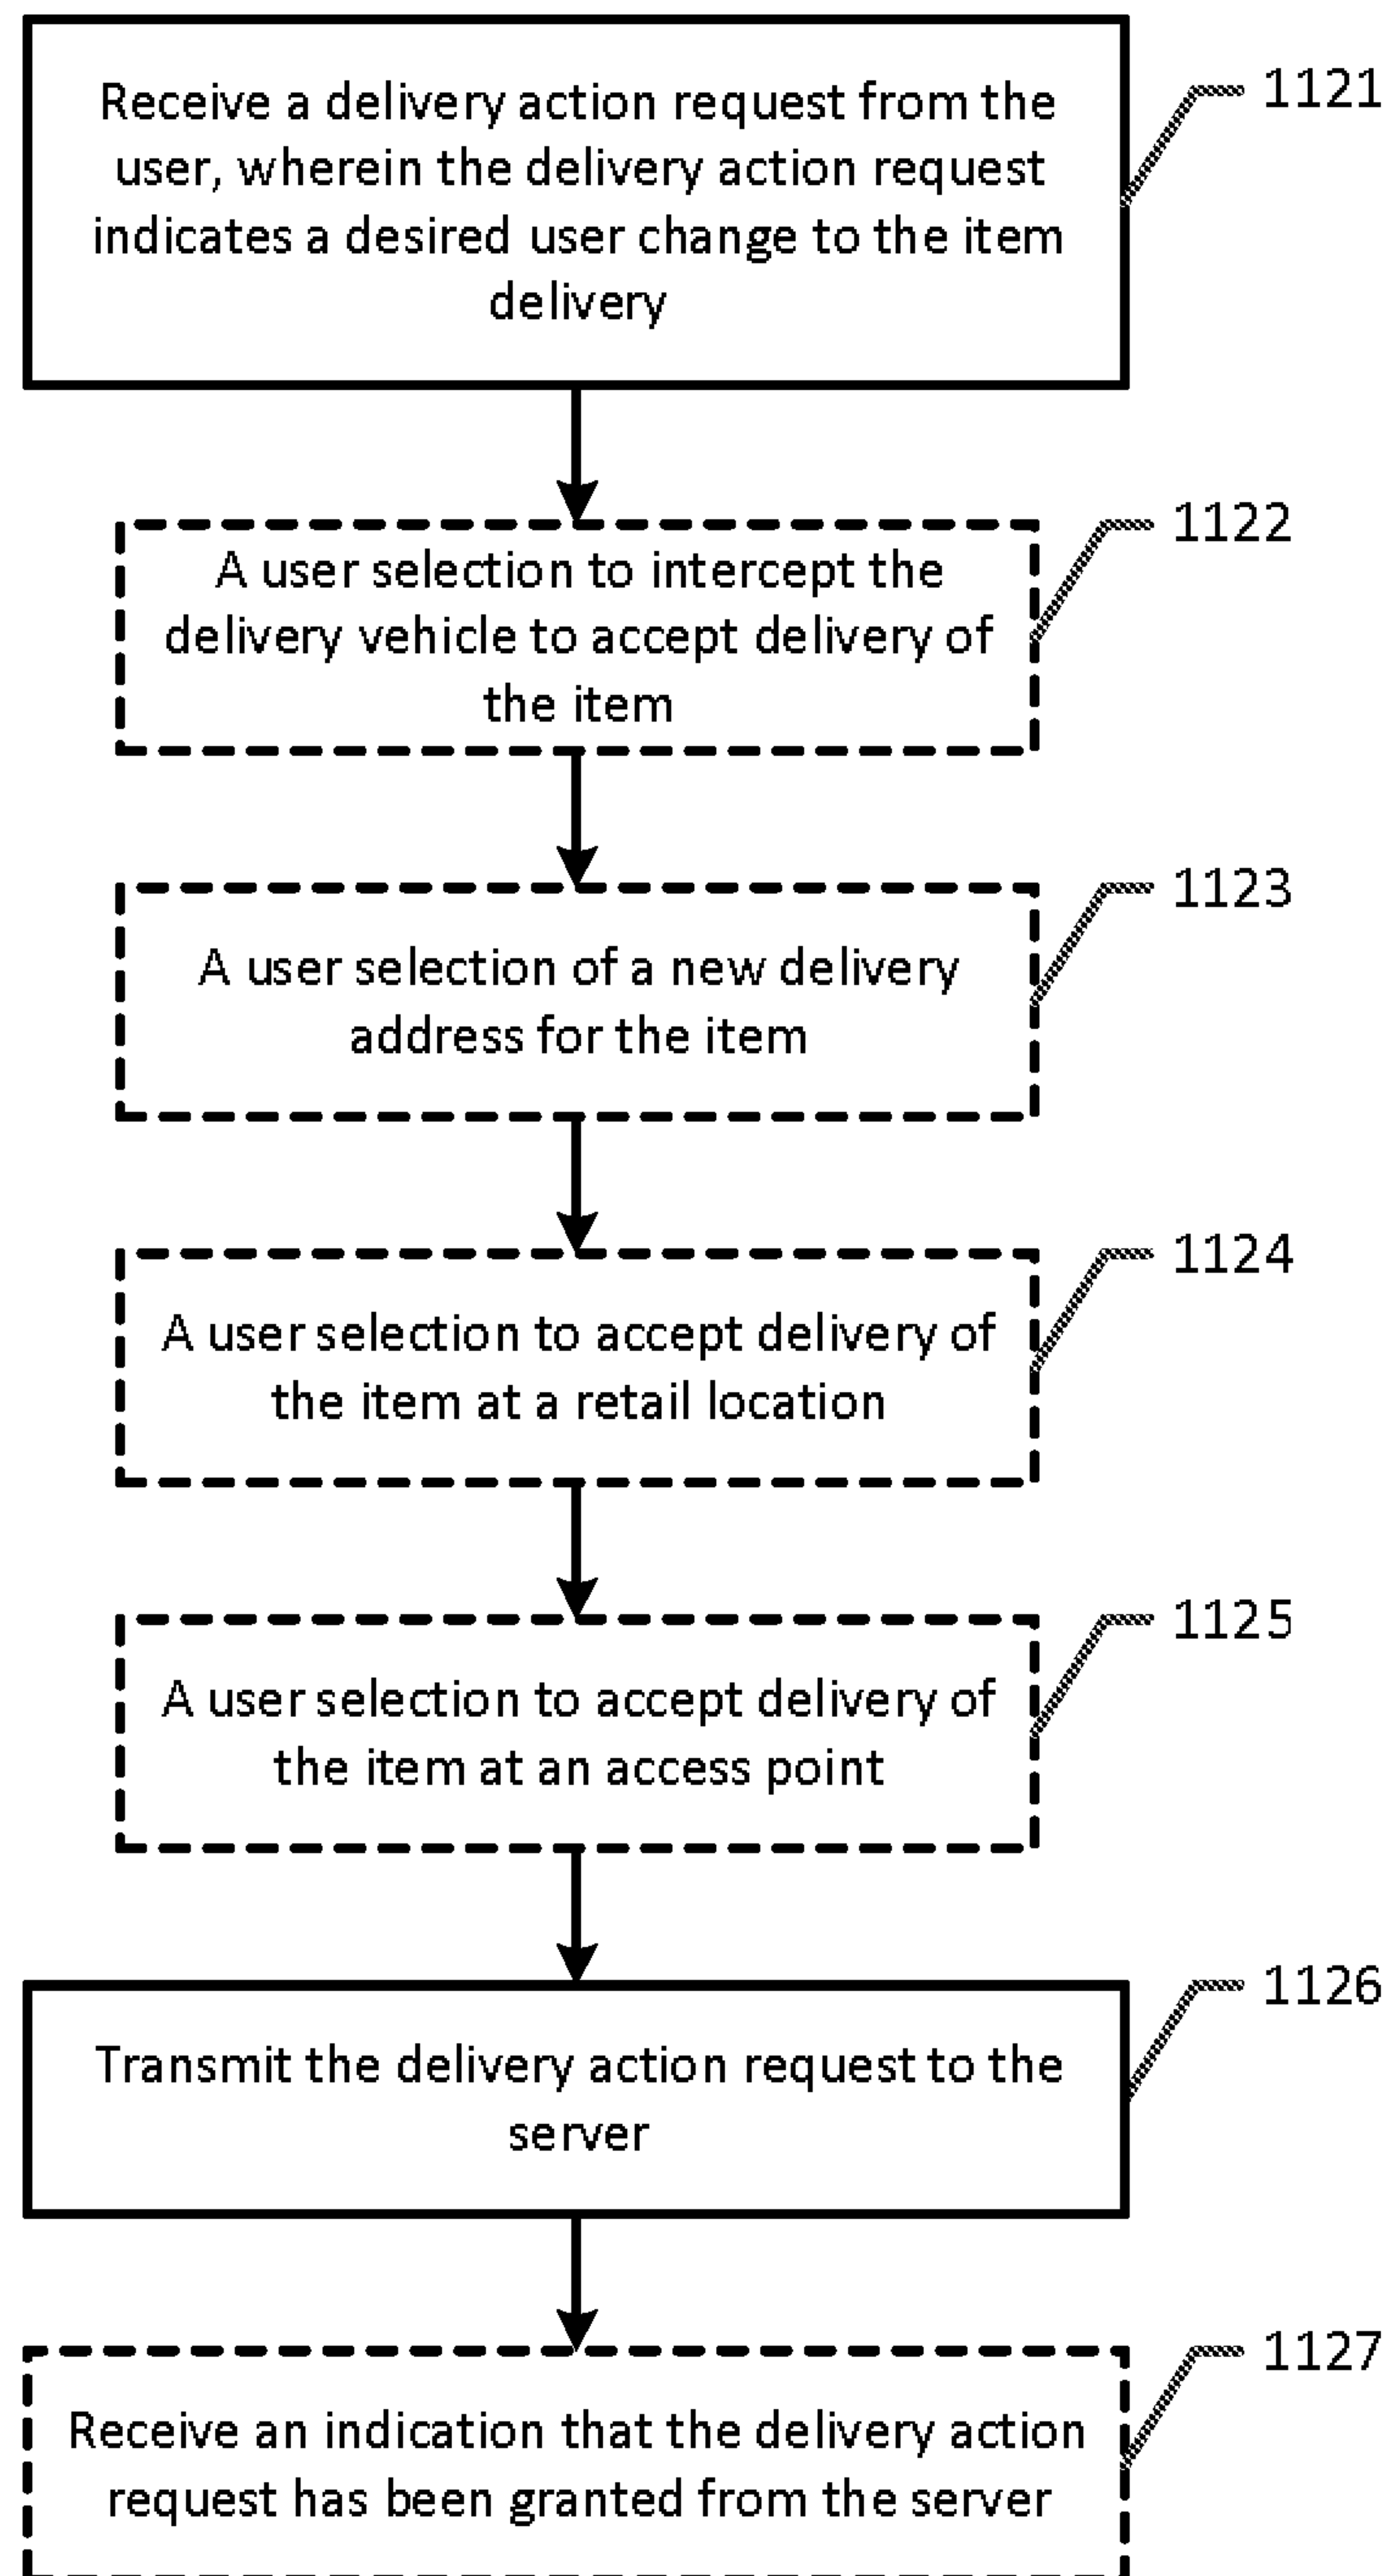 Receive a delivery action request from the
user, wherein the delivery action request
indicates a desired user change to the item
delivery
1121
A user selection to intercept the
delivery vehicle to accept delivery of
the item
1122
A user selection of a new delivery
address for the item
1123
A user selection to accept delivery of
the item at a retail location
1124
A user selection to accept delivery of
the item at an access point
1125
Transmit the delivery action request to the
server
1126
Receive an indication that the delivery action
request has been granted from the server
1127